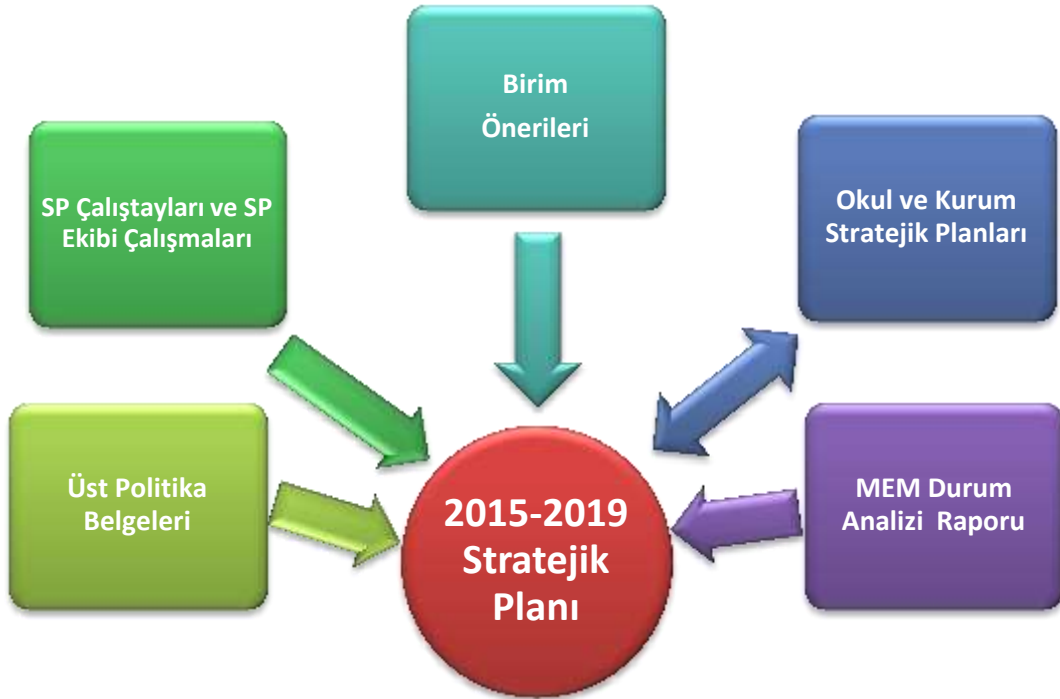 Birim
Önerileri
SP Çalıştayları ve SP
Ekibi Çalışmaları
Okul ve Kurum
Stratejik Planları
Üst Politika
Belgeleri
MEM Durum
Analizi Raporu
2015-2019
Stratejik
Planı